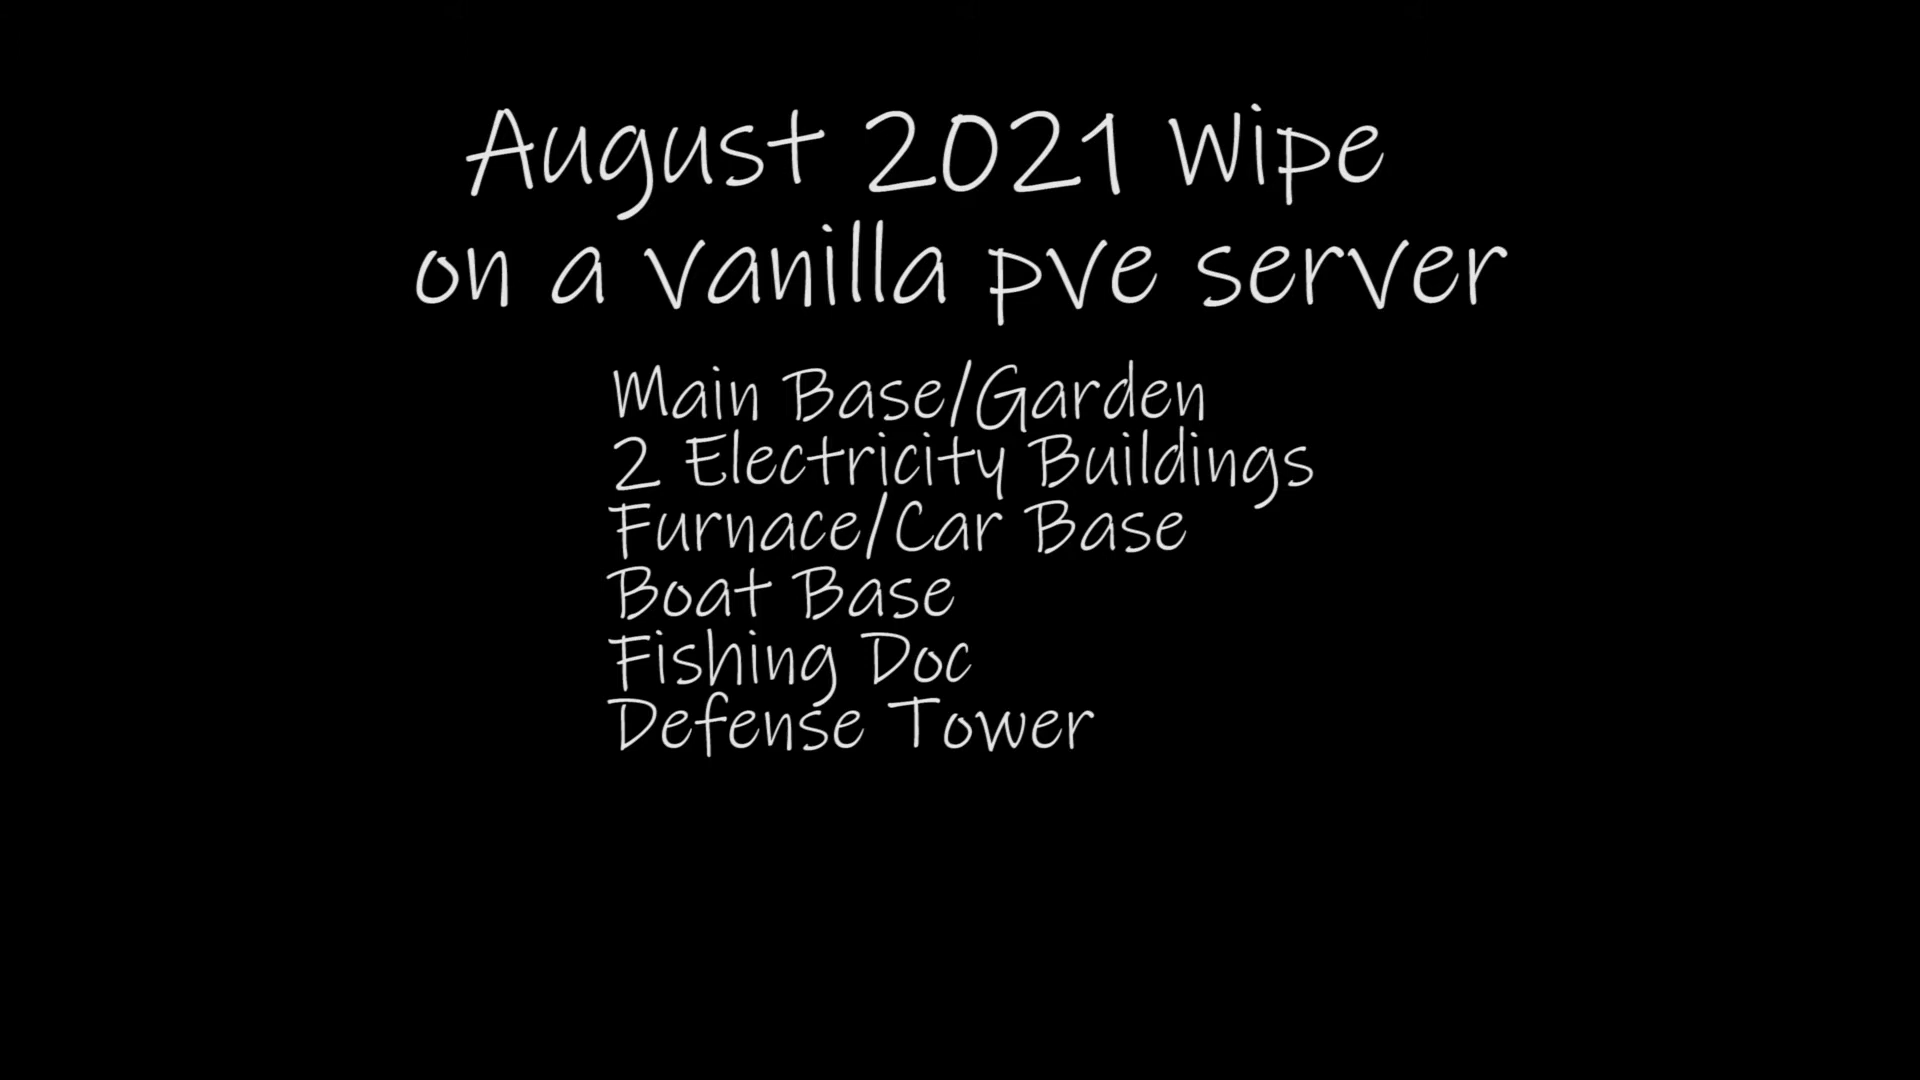 August 2021 Wipe
on a vanilla pve server
Main Base/Garden
2 Electricity Buildings
Furnace/Car Base
Boat Base
Fishing Doc
Defense Tower